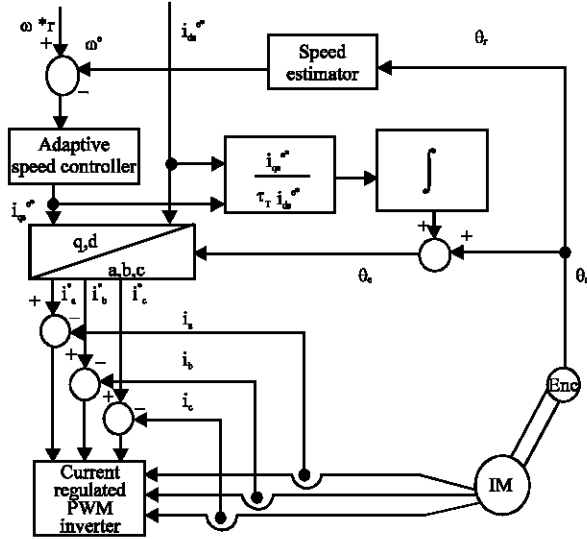 ω *r
+
ω°
i_ds^e*
−
Speed
estimator
θ_r
Adaptive
speed controller
i_qs^e*
i_qs^e*
τ_T i_ds^e*
∫
+
+
q,d
a,b,c
θ_e
θ_r
+
i*_a
i*_b
i*_c
−
i_a
+
−
i_b
+
−
i_c
Enc
Current
regulated
PWM
inverter
IM